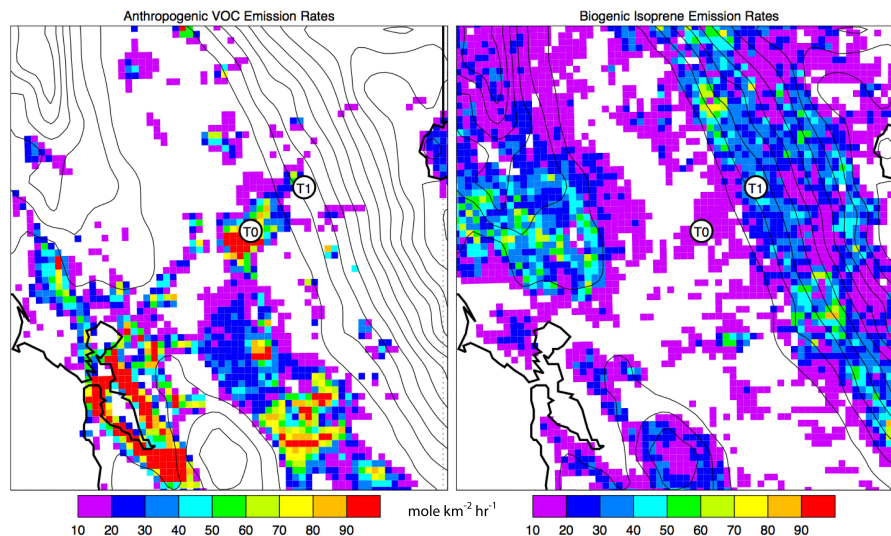 Anthropogenic VOC Emission Rates
Biogenic Isoprene Emission Rates
T1
T0
T1
T0
10 20 30 40 50 60 70 80 90
mole km⁻² hr⁻¹
10 20 30 40 50 60 70 80 90